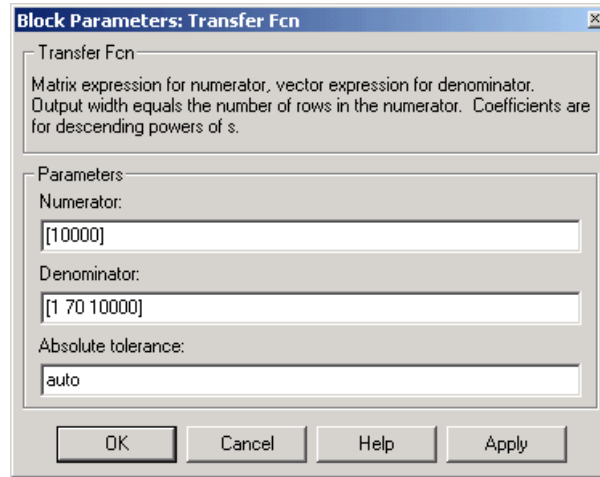 Block Parameters: Transfer Fcn
Transfer Fcn
Matrix expression for numerator, vector expression for denominator.
Output width equals the number of rows in the numerator. Coefficients are
for descending powers of s.
Parameters
Numerator:
[10000]
Denominator:
[1 70 10000]
Absolute tolerance:
auto
OK Cancel Help Apply